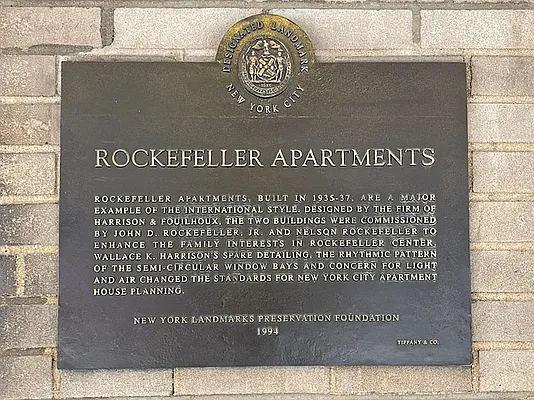 DESIGNATED LANDMARK
NEW YORK CITY
ROCKEFELLER APARTMENTS
ROCKEFELLER APARTMENTS, BUILT IN 1935-37, ARE A MAJOR
EXAMPLE OF THE INTERNATIONAL STYLE. DESIGNED BY THE FIRM OF
HARRISON & FOUILHOUX, THE TWO BUILDINGS WERE COMMISSIONED
BY JOHN D. ROCKEFELLER, JR. AND NELSON ROCKEFELLER TO
ENHANCE THE FAMILY INTERESTS IN ROCKEFELLER CENTER.
WALLACE K. HARRISON'S SPARE DETAILING, THE RHYTHMIC PATTERN
OF THE SEMI-CIRCULAR WINDOW BAYS AND CONCERN FOR LIGHT
AND AIR CHANGED THE STANDARDS FOR NEW YORK CITY APARTMENT
HOUSE PLANNING.
NEW YORK LANDMARKS PRESERVATION FOUNDATION
1994
TIFFANY & CO.